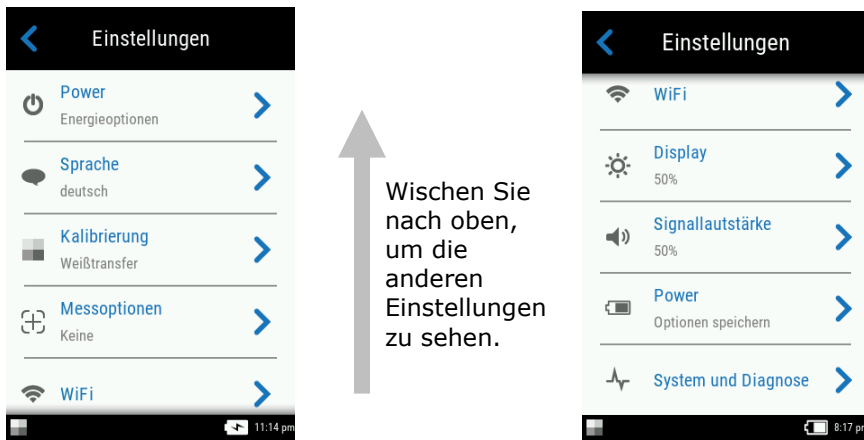 Einstellungen
Power
Energieoptionen
Sprache
deutsch
Kalibrierung
Weißtransfer
Messoptionen
Keine
WiFi
11:14 pm
Wischen Sie
nach oben,
um die
anderen
Einstellungen
zu sehen.
Einstellungen
WiFi
Display
50%
Signallautstärke
50%
Power
Optionen speichern
System und Diagnose
8:17 pm